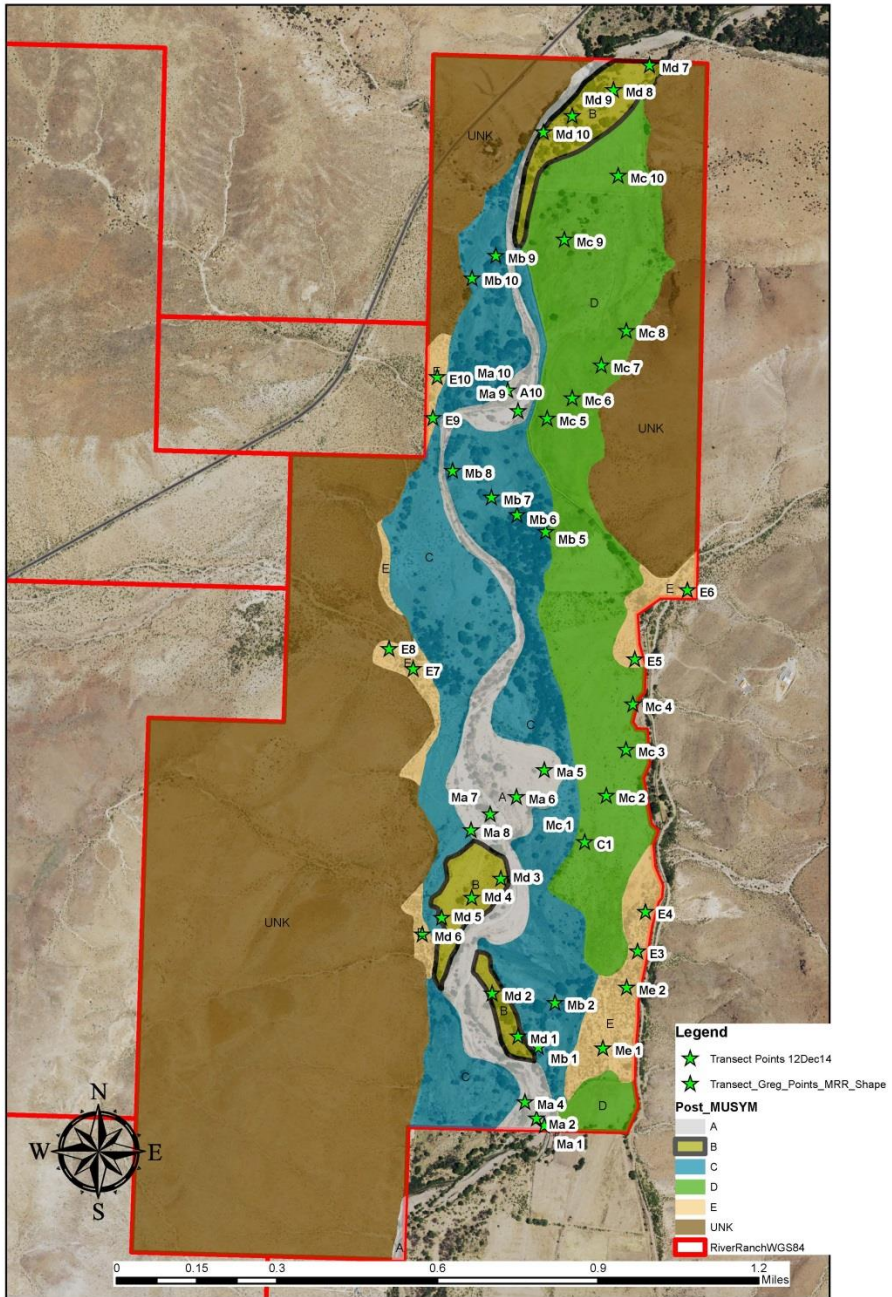 Md 7
Md 8
Md 9
B
Md 10
UNK
Mc 10
Mc 9
Mb 9
Mb 10
D
Mc 8
Mc 7
E
E10
Ma 10
Ma 9
A10
Mc 6
E9
Mc 5
UNK
Mb 8
Mb 7
Mb 6
Mb 5
C
E
E
E6
E8
E
E7
E5
Mc 4
C
Mc 3
Ma 5
Ma 7
A
Ma 6
Mc 2
Ma 8
Mc 1
C1
B
Md 3
Md 4
UNK
Md 5
E4
Md 6
E3
Md 2
Mb 2
Me 2
B
E
Md 1
Mb 1
Me 1
C
Ma 4
D
Ma 2
Ma 1
A
N
W
E
S
Legend
Transect Points 12Dec14
Transect_Greg_Points_MRR_Shape
Post_MUSYM
A
B
C
D
E
UNK
RiverRanchWGS84
0 0.15 0.3 0.6 0.9 1.2
Miles